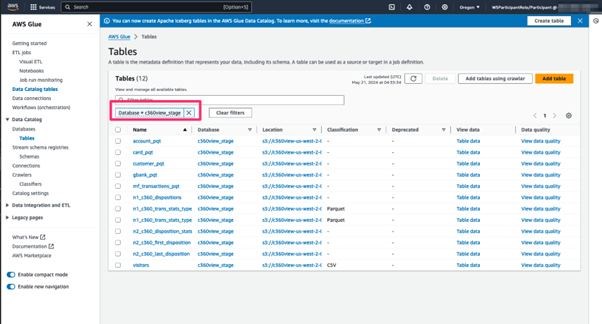 aws Services Search [Option+S] Oregon WSParticipantRole/Participant@
AWS Glue
Getting started
ETL jobs
Visual ETL
Notebooks
Job run monitoring
Data Catalog tables
Data connections
Workflows (orchestration)
Data Catalog
Databases
Tables
Stream schema registries
Schemas
Connections
Crawlers
Classifiers
Catalog settings
Data Integration and ETL
Legacy pages
What's New
Documentation
AWS Marketplace
Enable compact mode
Enable new navigation
You can now create Apache Iceberg tables in the AWS Glue Data Catalog. To learn more, visit the documentation. Create table
AWS Glue > Tables
Tables
A table is the metadata definition that represents your data, including its schema. A table can be used as a source or target in a job definition.
Tables (12) Last updated (UTC) Delete Add tables using crawler Add table
View and manage all available tables.
Database = c360view_stage Clear filters 1
Name Database Location Classification Deprecated View data Data quality
account_pqt c360view_stage s3://c360view-us-west-2-t - - Table data View data quality
card_pqt c360view_stage s3://c360view-us-west-2-t - - Table data View data quality
customer_pqt c360view_stage s3://c360view-us-west-2-t - - Table data View data quality
gbank_pqt c360view_stage s3://c360view-us-west-2-t - - Table data View data quality
mf_transactions_pqt c360view_stage s3://c360view-us-west-2-t - - Table data View data quality
n1_c360_dispositions c360view_stage s3://c360view-us-west-2-t - - Table data View data quality
n1_c360_trans_stats_type c360view_stage s3://c360view-us-west-2-t Parquet - Table data View data quality
n1_c360_trans_stats_type c360view_stage s3://c360view-us-west-2-t Parquet - Table data View data quality
n2_c360_disposition_stats c360view_stage s3://c360view-us-west-2-t - - Table data View data quality
n2_c360_first_disposition c360view_stage s3://c360view-us-west-2-t - - Table data View data quality
n2_c360_last_disposition c360view_stage s3://c360view-us-west-2-t - - Table data View data quality
visitors c360view_stage s3://c360view-us-west-2-t CSV - Table data View data quality